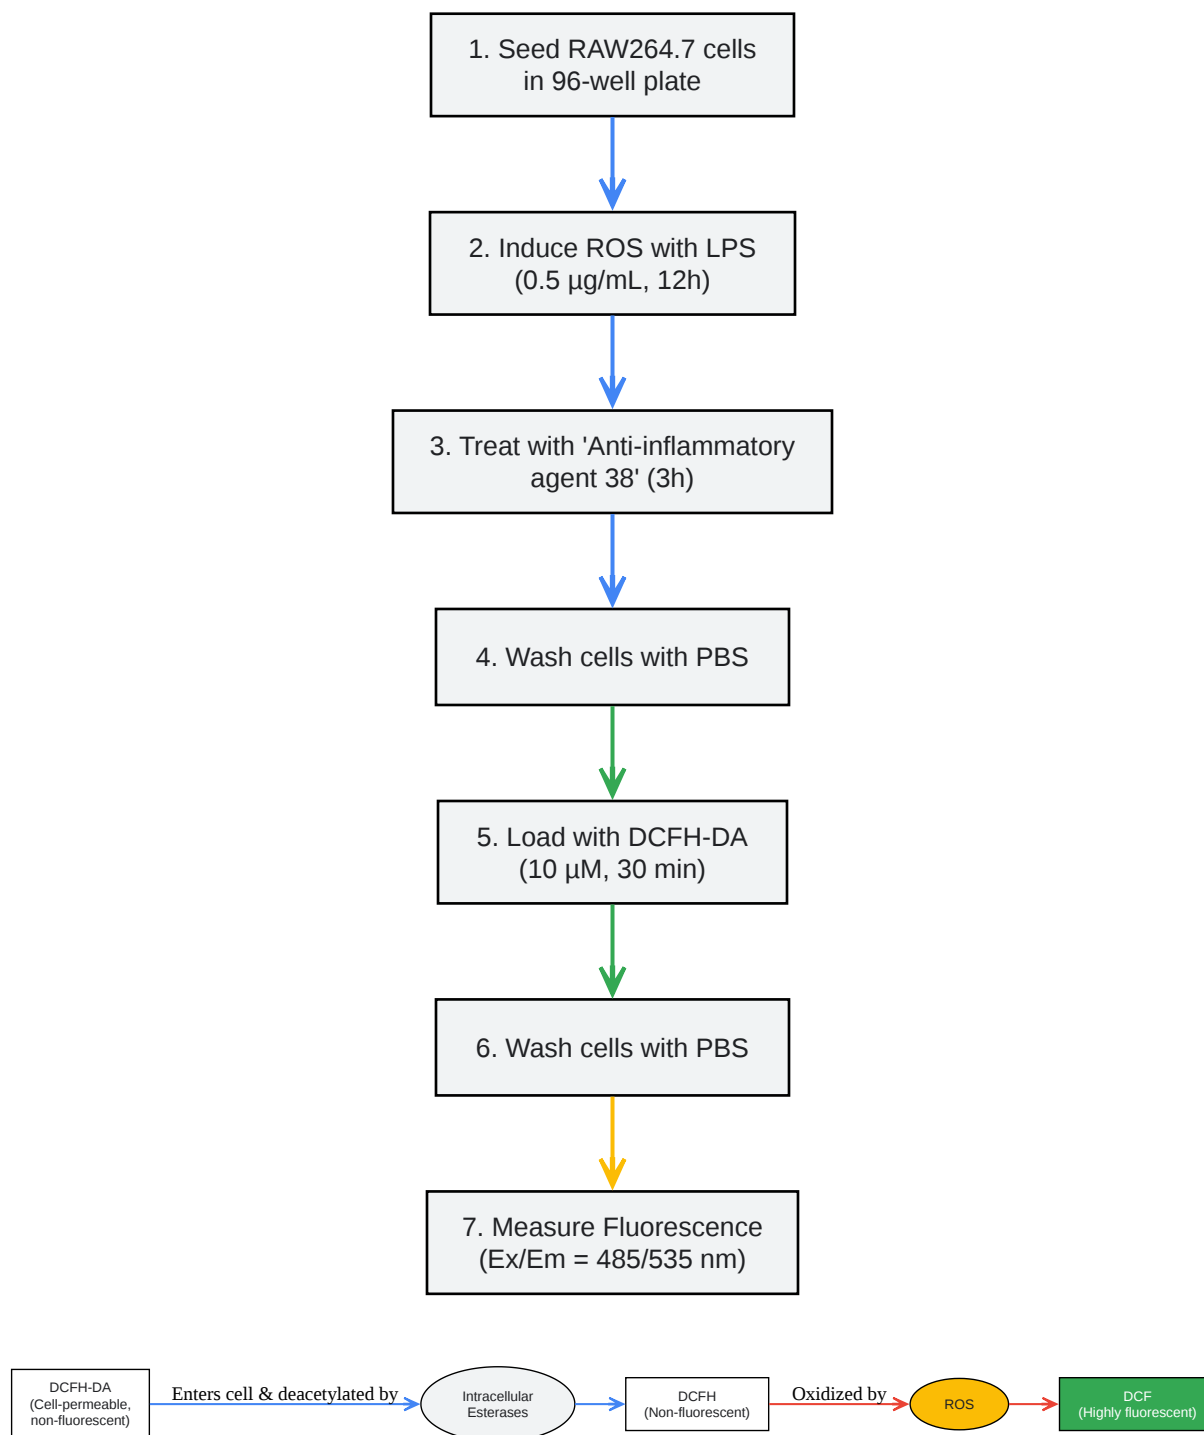 1. Seed RAW264.7 cells
in 96-well plate
2. Induce ROS with LPS
(0.5 µg/mL, 12h)
3. Treat with 'Anti-inflammatory
agent 38' (3h)
4. Wash cells with PBS
5. Load with DCFH-DA
(10 µM, 30 min)
6. Wash cells with PBS
7. Measure Fluorescence
(Ex/Em = 485/535 nm)
DCFH-DA
(Cell-permeable,
non-fluorescent)
Enters cell & deacetylated by
Intracellular
Esterases
DCFH
(Non-fluorescent)
Oxidized by
ROS
DCF
(Highly fluorescent)